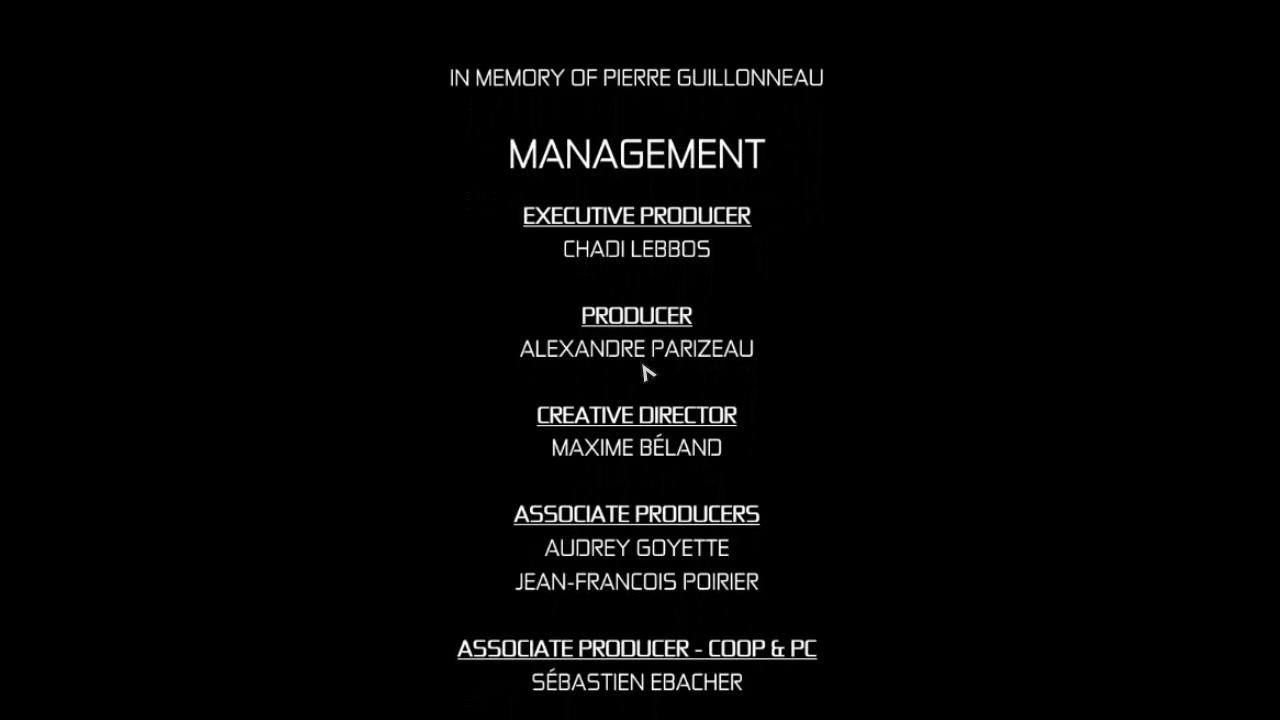 IN MEMORY OF PIERRE GUILLONNEAU
MANAGEMENT
EXECUTIVE PRODUCER
CHADI LEBBOS
PRODUCER
ALEXANDRE PARIZEAU
CREATIVE DIRECTOR
MAXIME BÉLAND
ASSOCIATE PRODUCERS
AUDREY GOYETTE
JEAN-FRANCOIS POIRIER
ASSOCIATE PRODUCER - COOP & PC
SÉBASTIEN EBACHER